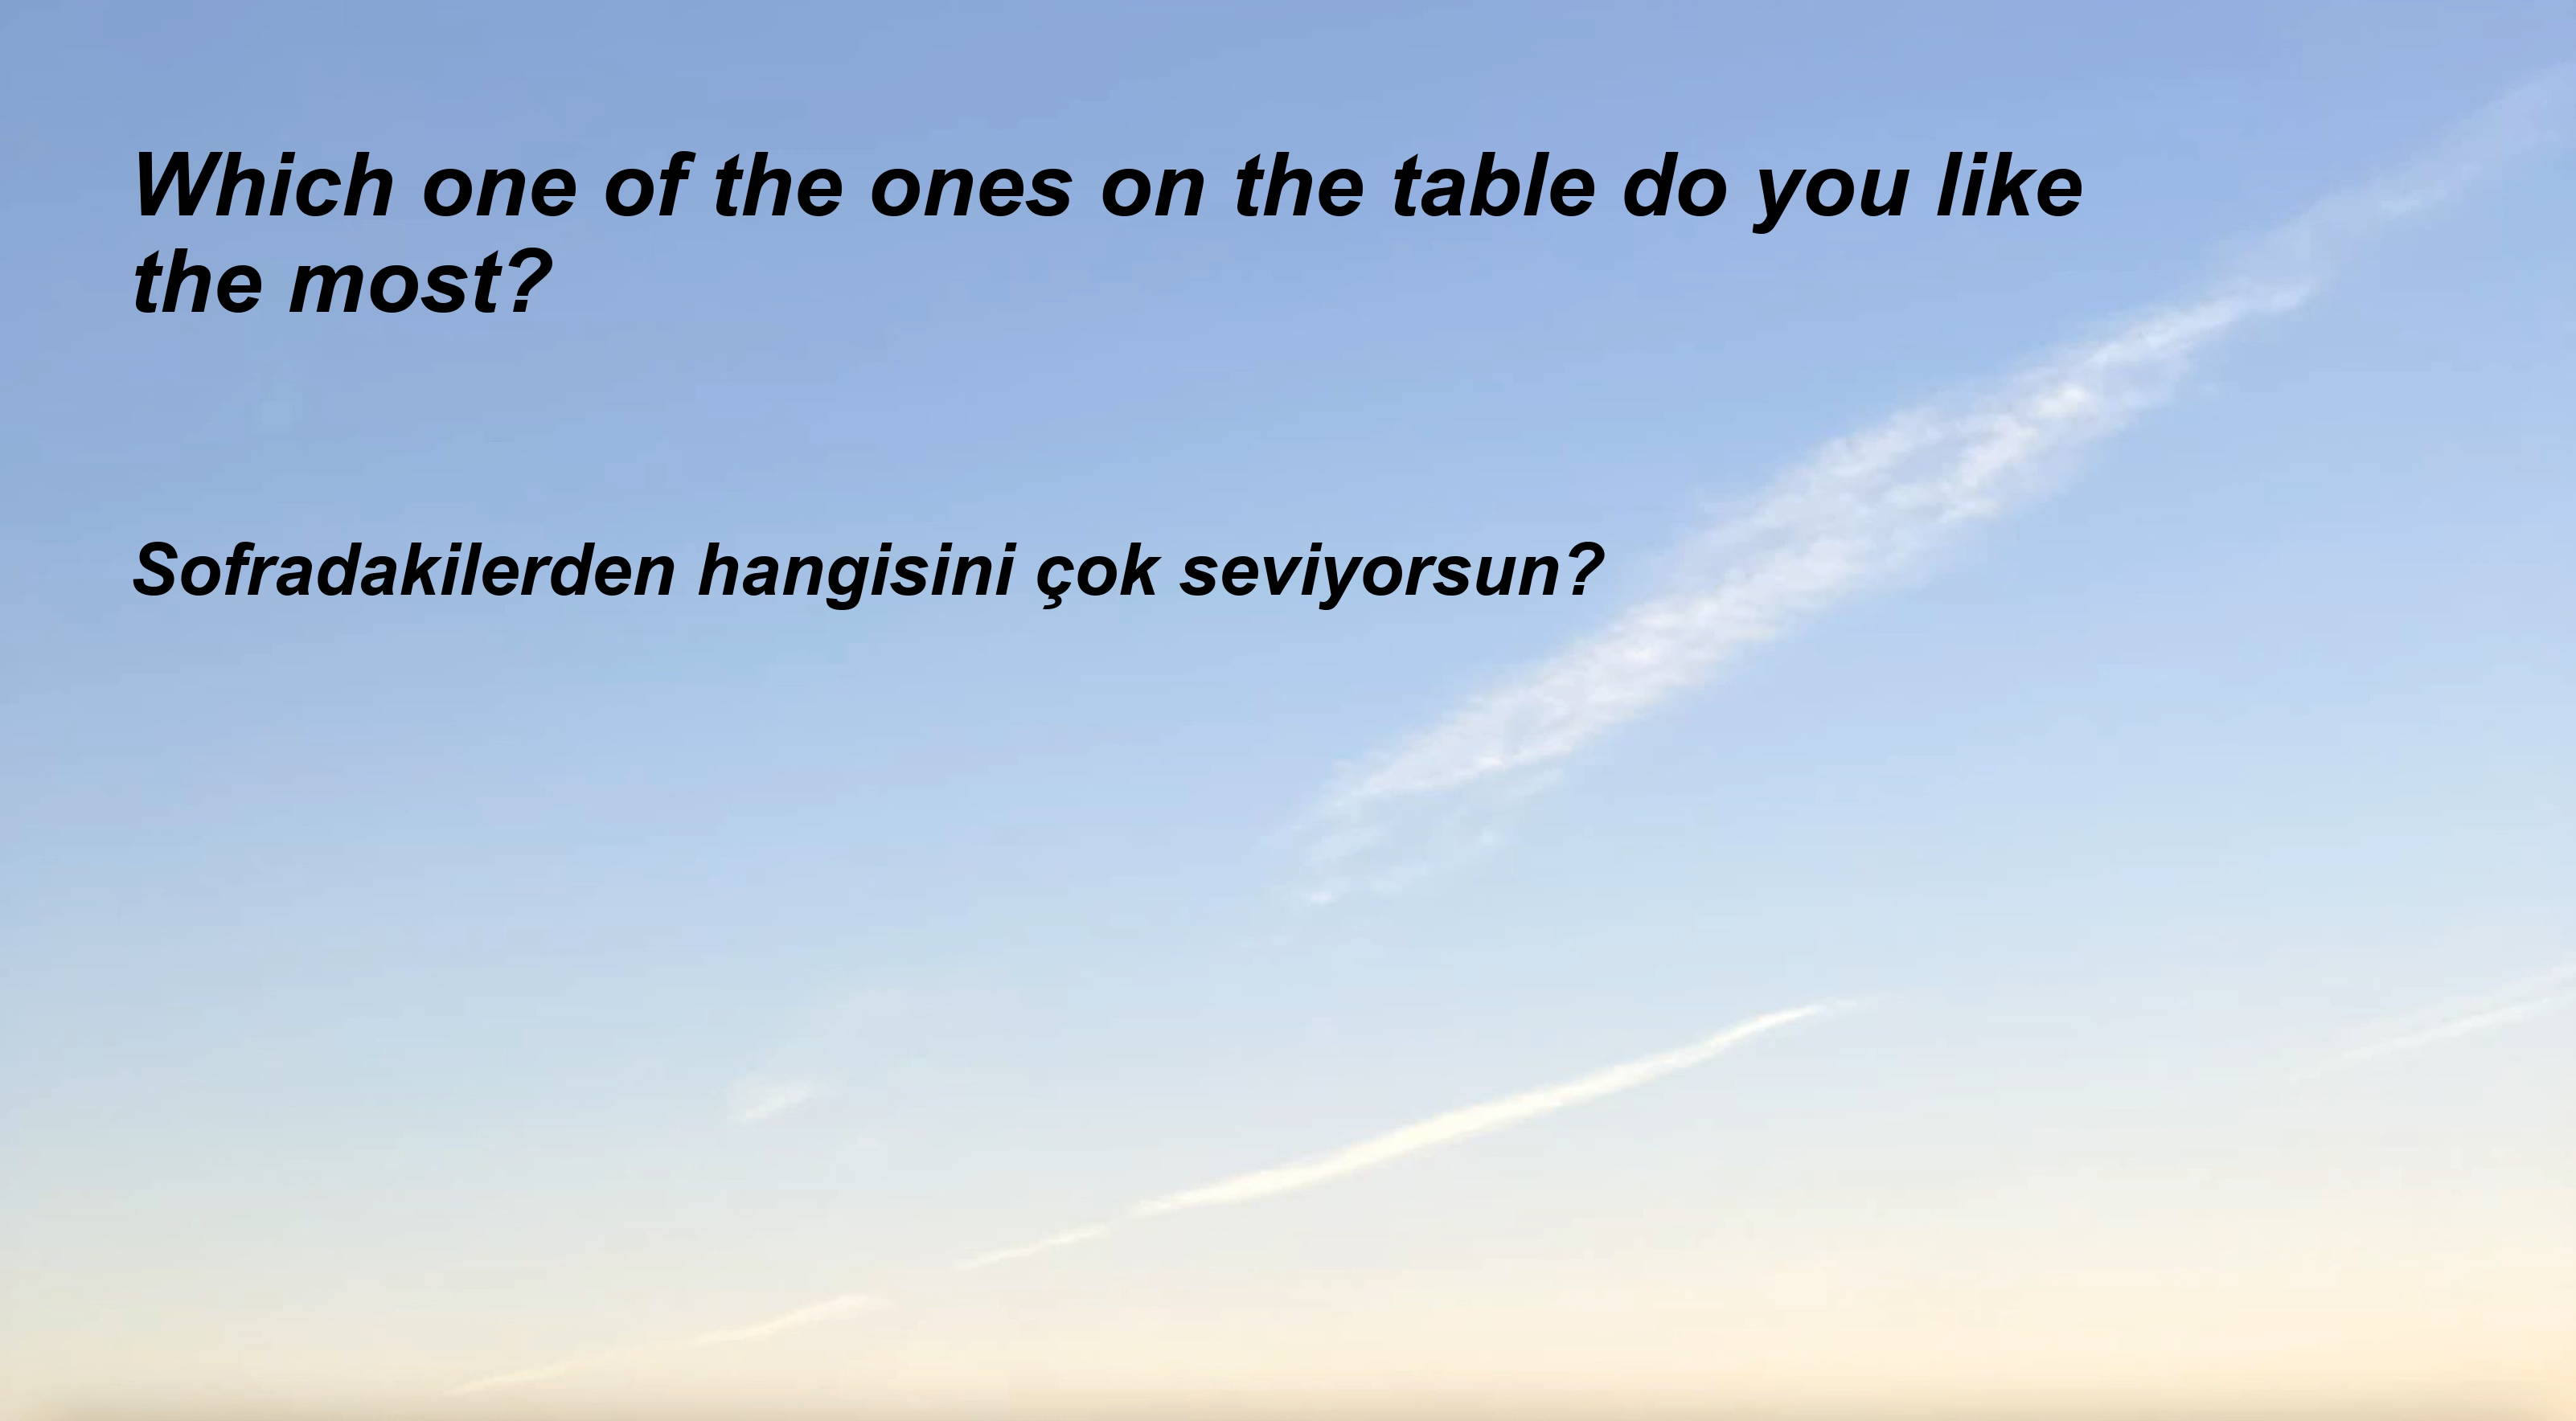 Which one of the ones on the table do you like
the most?
Sofradakilerden hangisini çok seviyorsun?